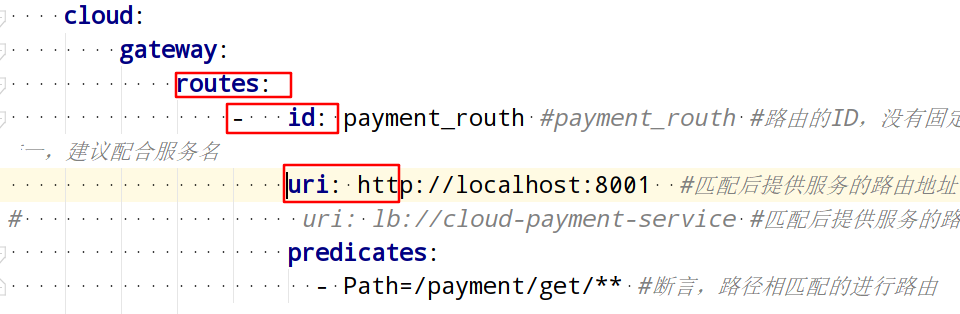 cloud:
gateway:
routes:
- id: payment_routh #payment_routh #路由的ID，没有固定
一，建议配合服务名
uri: http://localhost:8001 #匹配后提供服务的路由地址
# uri: lb://cloud-payment-service #匹配后提供服务的路
predicates:
- Path=/payment/get/** #断言，路径相匹配的进行路由